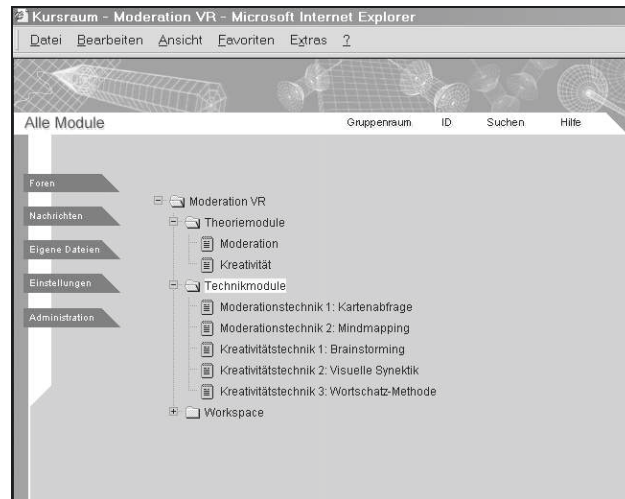 Kursraum - Moderation VR - Microsoft Internet Explorer
Datei Bearbeiten Ansicht Favoriten Extras ?
Alle Module
Gruppenraum ID Suchen Hilfe
Foren
Nachrichten
Eigene Dateien
Einstellungen
Administration
Moderation VR
Theoriemodule
Moderation
Kreativität
Technikmodule
Moderationstechnik 1: Kartenabfrage
Moderationstechnik 2: Mindmapping
Kreativitätstechnik 1: Brainstorming
Kreativitätstechnik 2: Visuelle Synektik
Kreativitätstechnik 3: Wortschatz-Methode
Workspace